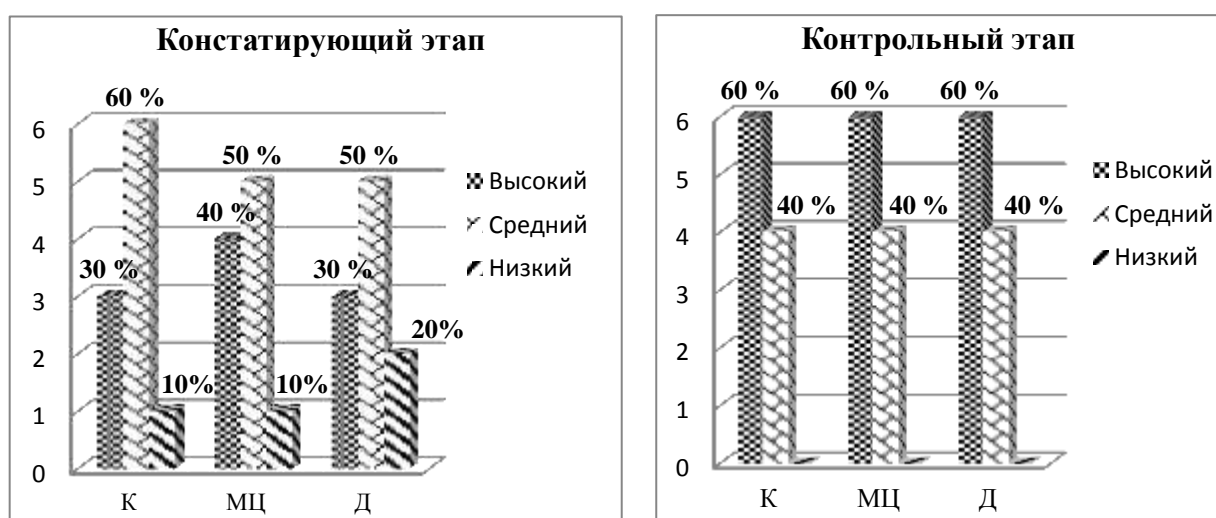 Констатирующий этап
60 %
50 %
50 %
40 %
30 %
30 %
20%
10%
10%
6
5
4
3
2
1
0
К
МЦ
Д
Высокий
Средний
Низкий
Контрольный этап
60 %
60 %
60 %
40 %
40 %
40 %
6
5
4
3
2
1
0
К
МЦ
Д
Высокий
Средний
Низкий